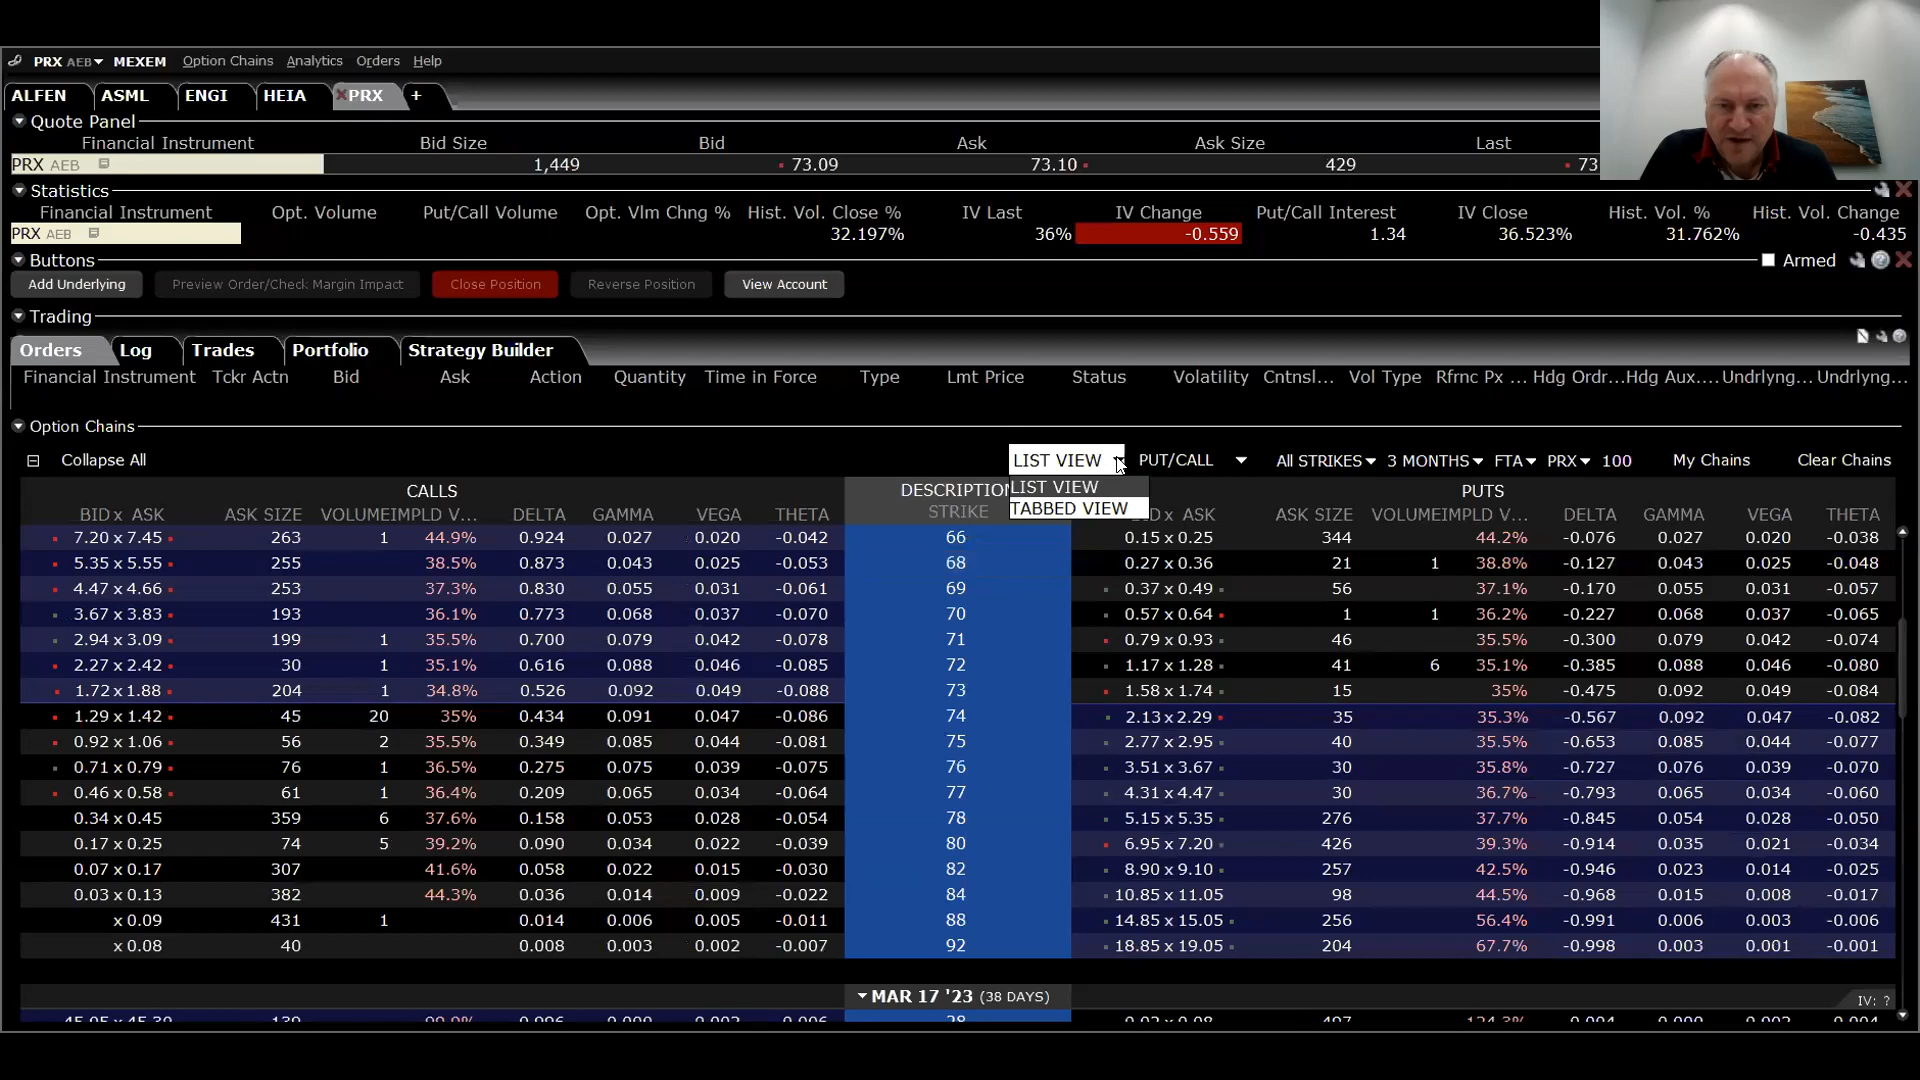 PRX AEB MEXEM Option Chains Analytics Orders Help
ALFEN ASML ENGI HEIA PRX +
Quote Panel
Financial Instrument Bid Size Bid Ask Ask Size Last
PRX AEB 1,449 73.09 73.10 429 73
Statistics
Financial Instrument Opt. Volume Put/Call Volume Opt. Vlm Chng % Hist. Vol. Close % IV Last IV Change Put/Call Interest IV Close Hist. Vol. % Hist. Vol. Change
PRX AEB 32.197% 36% -0.559 1.34 36.523% 31.762% -0.435
Buttons Armed
Add Underlying Preview Order/Check Margin Impact Close Position Reverse Position View Account
Trading
Orders Log Trades Portfolio Strategy Builder
Financial Instrument Tckr Actn Bid Ask Action Quantity Time in Force Type Lmt Price Status Volatility Cntnsl... Vol Type Rfrnc Px ... Hdg Ordr... Hdg Aux.... Undrlyng... Undrlyng...
Option Chains
Collapse All LIST VIEW PUT/CALL All STRIKES 3 MONTHS FTA PRX 100 My Chains Clear Chains
LIST VIEW
TABBED VIEW
CALLS DESCRIPTION PUTS
BID x ASK ASK SIZE VOLUME IMPLD V... DELTA GAMMA VEGA THETA STRIKE x ASK ASK SIZE VOLUME IMPLD V... DELTA GAMMA VEGA THETA
7.20 x 7.45 263 1 44.9% 0.924 0.027 0.020 -0.042 66 0.15 x 0.25 344 44.2% -0.076 0.027 0.020 -0.038
5.35 x 5.55 255 38.5% 0.873 0.043 0.025 -0.053 68 0.27 x 0.36 21 1 38.8% -0.127 0.043 0.025 -0.048
4.47 x 4.66 253 37.3% 0.830 0.055 0.031 -0.061 69 0.37 x 0.49 56 37.1% -0.170 0.055 0.031 -0.057
3.67 x 3.83 193 36.1% 0.773 0.068 0.037 -0.070 70 0.57 x 0.64 1 1 36.2% -0.227 0.068 0.037 -0.065
2.94 x 3.09 199 1 35.5% 0.700 0.079 0.042 -0.078 71 0.79 x 0.93 46 35.5% -0.300 0.079 0.042 -0.074
2.27 x 2.42 30 1 35.1% 0.616 0.088 0.046 -0.085 72 1.17 x 1.28 41 6 35.1% -0.385 0.088 0.046 -0.080
1.72 x 1.88 204 1 34.8% 0.526 0.092 0.049 -0.088 73 1.58 x 1.74 15 35% -0.475 0.092 0.049 -0.084
1.29 x 1.42 45 20 35% 0.434 0.091 0.047 -0.086 74 2.13 x 2.29 35 35.3% -0.567 0.092 0.047 -0.082
0.92 x 1.06 56 2 35.5% 0.349 0.085 0.044 -0.081 75 2.77 x 2.95 40 35.5% -0.653 0.085 0.044 -0.077
0.71 x 0.79 76 1 36.5% 0.275 0.075 0.039 -0.075 76 3.51 x 3.67 30 35.8% -0.727 0.076 0.039 -0.070
0.46 x 0.58 61 1 36.4% 0.209 0.065 0.034 -0.064 77 4.31 x 4.47 30 36.7% -0.793 0.065 0.034 -0.060
0.34 x 0.45 359 6 37.6% 0.158 0.053 0.028 -0.054 78 5.15 x 5.35 276 37.7% -0.845 0.054 0.028 -0.050
0.17 x 0.25 74 5 39.2% 0.090 0.034 0.022 -0.039 80 6.95 x 7.20 426 39.3% -0.914 0.035 0.021 -0.034
0.07 x 0.17 307 41.6% 0.058 0.022 0.015 -0.030 82 8.90 x 9.10 257 42.5% -0.946 0.023 0.014 -0.025
0.03 x 0.13 382 44.3% 0.036 0.014 0.009 -0.022 84 10.85 x 11.05 98 44.5% -0.968 0.015 0.008 -0.017
x 0.09 431 1 0.014 0.006 0.005 -0.011 88 14.85 x 15.05 256 56.4% -0.991 0.006 0.003 -0.006
x 0.08 40 0.008 0.003 0.002 -0.007 92 18.85 x 19.05 204 67.7% -0.998 0.003 0.001 -0.001
MAR 17 '23 (38 DAYS) IV: ?